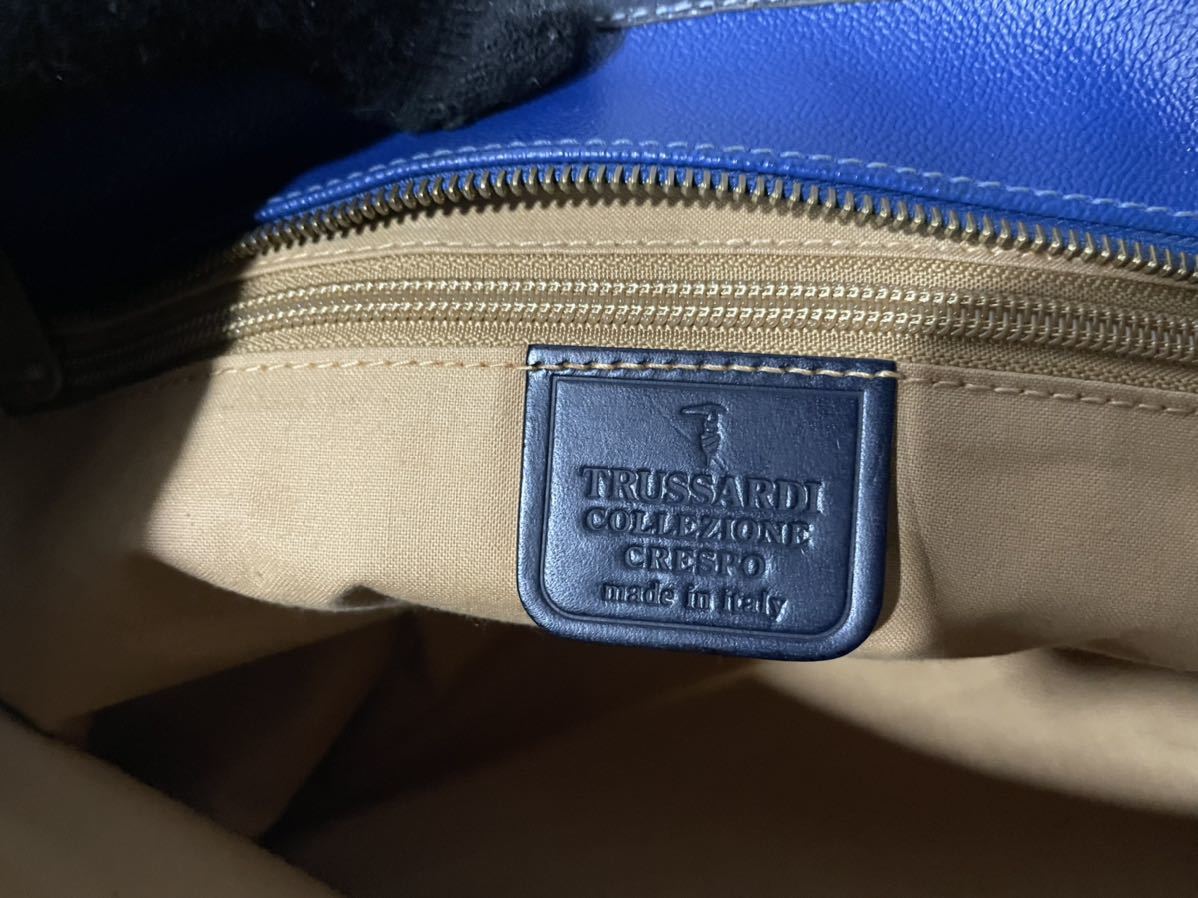 TRUSSARDI
COLLEZIONE
CRESPO
made in italy